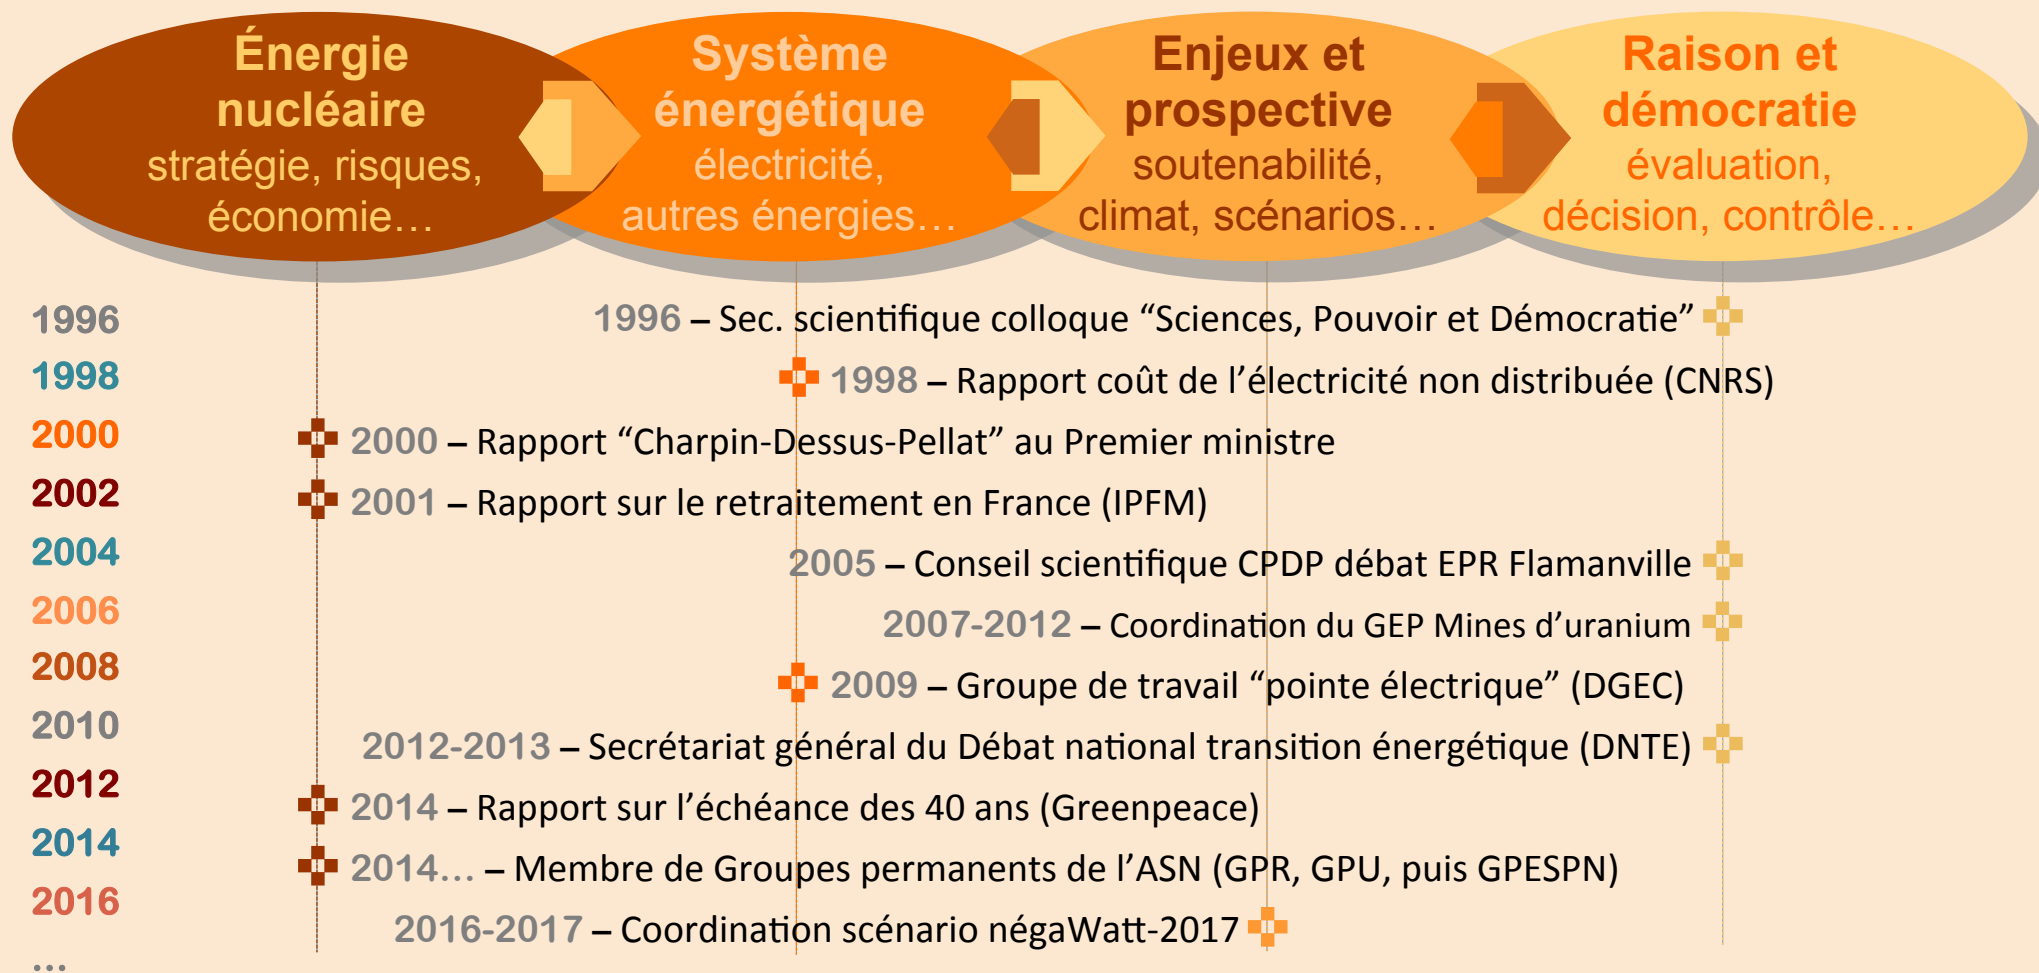 Énergie
nucléaire
stratégie, risques,
économie…
Système
énergétique
électricité,
autres énergies…
Enjeux et
prospective
soutenabilité,
climat, scénarios…
Raison et
démocratie
évaluation,
décision, contrôle…
1996
1996 – Sec. scientifique colloque “Sciences, Pouvoir et Démocratie”
1998
1998 – Rapport coût de l’électricité non distribuée (CNRS)
2000
2000 – Rapport “Charpin-Dessus-Pellat” au Premier ministre
2002
2001 – Rapport sur le retraitement en France (IPFM)
2004
2005 – Conseil scientifique CPDP débat EPR Flamanville
2006
2007-2012 – Coordination du GEP Mines d’uranium
2008
2009 – Groupe de travail “pointe électrique” (DGEC)
2010
2012-2013 – Secrétariat général du Débat national transition énergétique (DNTE)
2012
2014 – Rapport sur l’échéance des 40 ans (Greenpeace)
2014
2014… – Membre de Groupes permanents de l’ASN (GPR, GPU, puis GPESPN)
2016
2016-2017 – Coordination scénario négaWatt-2017
…